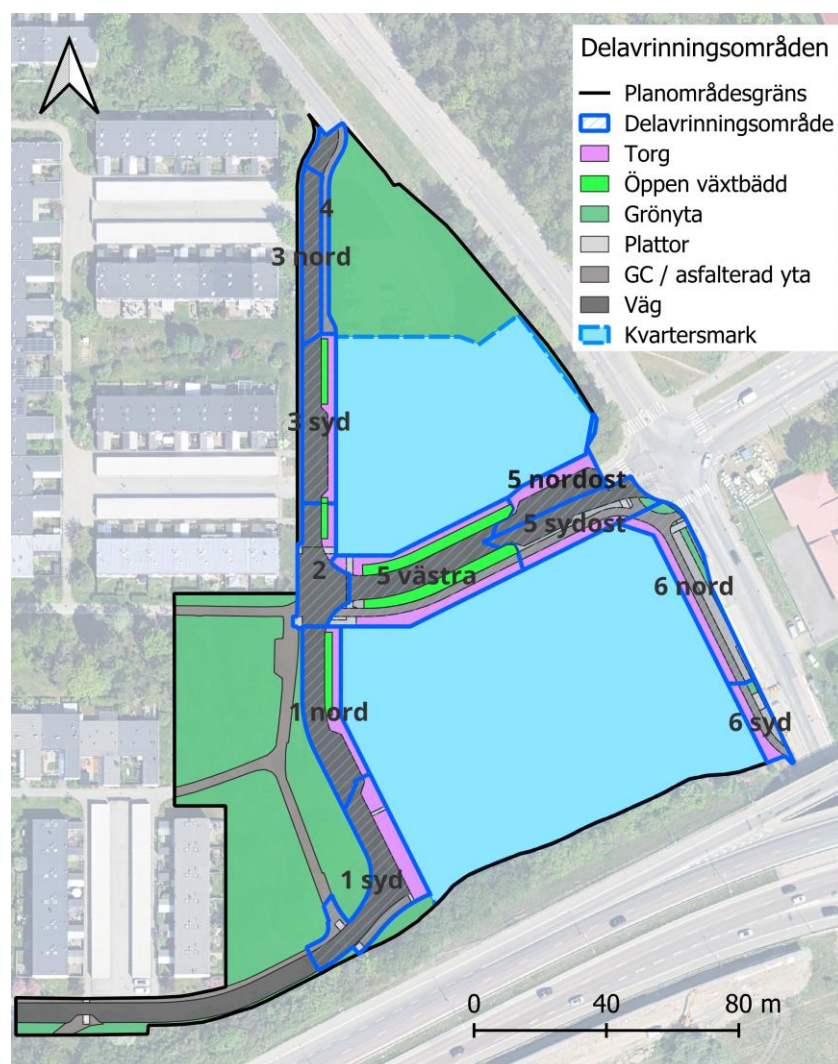 Delavrinningsområden
Planområdesgräns
Delavrinningsområde
Torg
Öppen växtbädd
Grönyta
Plattor
GC / asfalterad yta
Väg
Kvartersmark
4
3 nord
3 syd
5 nordost
5 sydost
2
5 västra
6 nord
1 nord
6 syd
1 syd
0 40 80 m